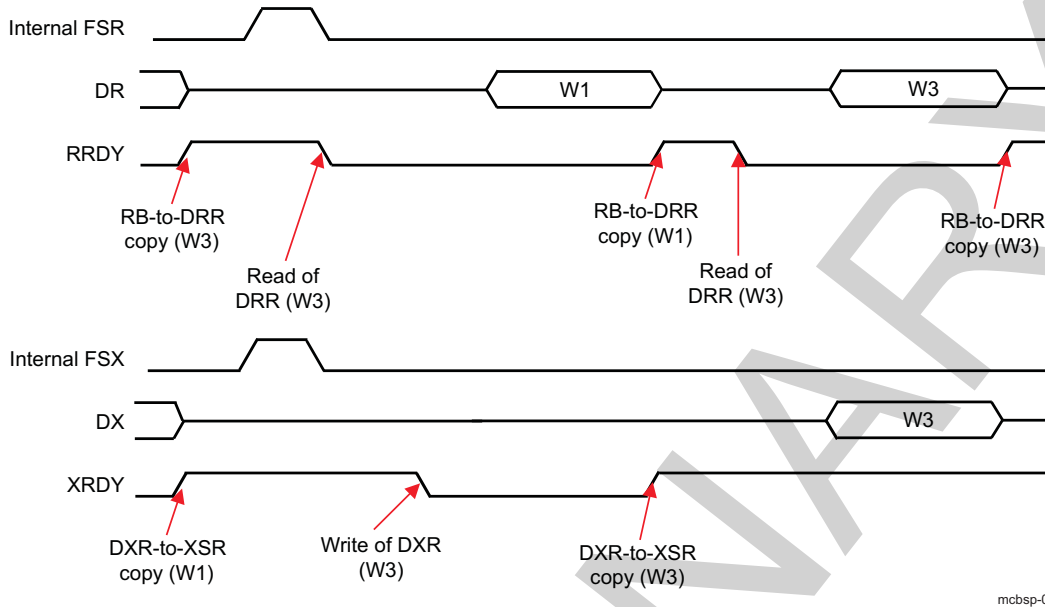 Internal FSR
DR
W1
W3
RRDY
RB-to-DRR
copy (W3)
Read of
DRR (W3)
RB-to-DRR
copy (W1)
Read of
DRR (W3)
RB-to-DRR
copy (W3)
Internal FSX
DX
W3
XRDY
DXR-to-XSR
copy (W1)
Write of DXR
(W3)
DXR-to-XSR
copy (W3)
mcbsp-0